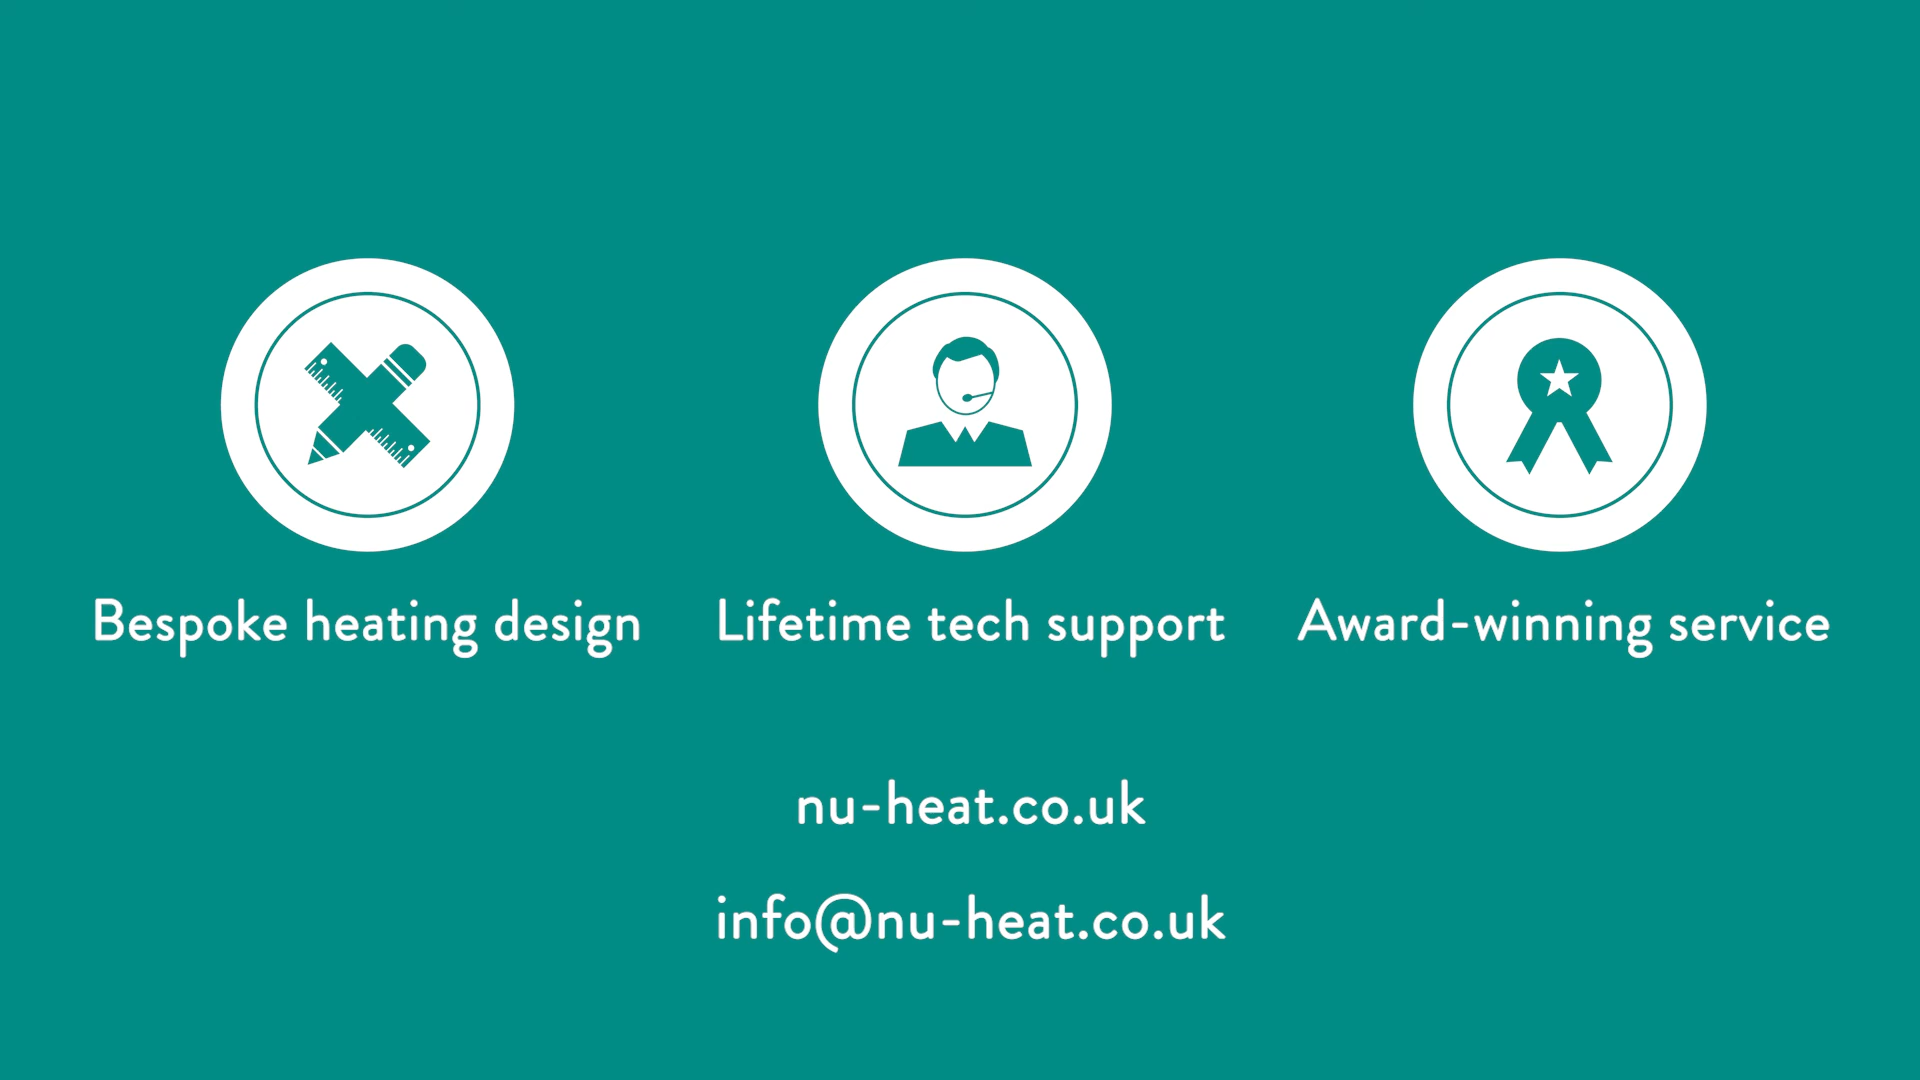 Bespoke heating design
Lifetime tech support
Award-winning service
nu-heat.co.uk
info@nu-heat.co.uk